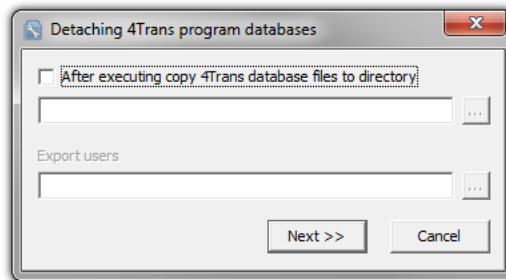 Detaching 4Trans program databases
After executing copy 4Trans database files to directory
...
Export users
...
Next >>
Cancel